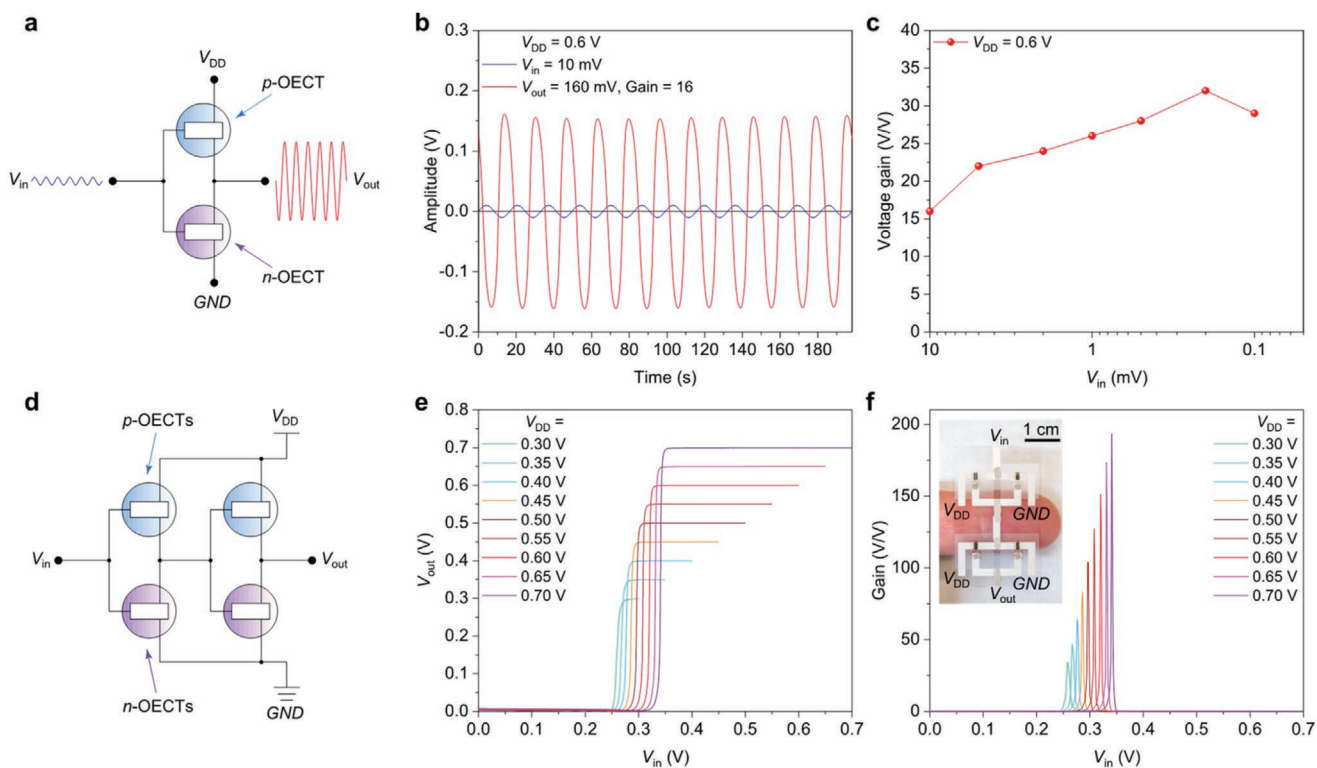 a
V_DD
p-OECT
V_in
V_out
n-OECT
GND
b
V_DD = 0.6 V
V_in = 10 mV
V_out = 160 mV, Gain = 16
Amplitude (V)
0.3
0.2
0.1
0.0
-0.1
-0.2
0 20 40 60 80 100 120 140 160 180
Time (s)
c
V_DD = 0.6 V
Voltage gain (V/V)
40
35
30
25
20
15
10
5
0
10 1 0.1
V_in (mV)
d
p-OECTs
V_DD
V_in
V_out
n-OECTs
GND
e
V_DD =
0.30 V
0.35 V
0.40 V
0.45 V
0.50 V
0.55 V
0.60 V
0.65 V
0.70 V
V_out (V)
0.8
0.7
0.6
0.5
0.4
0.3
0.2
0.1
0.0
0.0 0.1 0.2 0.3 0.4 0.5 0.6 0.7
V_in (V)
f
Gain (V/V)
200
150
100
50
0
V_in
1 cm
V_DD GND
V_DD GND
V_out
V_DD =
0.30 V
0.35 V
0.40 V
0.45 V
0.50 V
0.55 V
0.60 V
0.65 V
0.70 V
0.0 0.1 0.2 0.3 0.4 0.5 0.6 0.7
V_in (V)